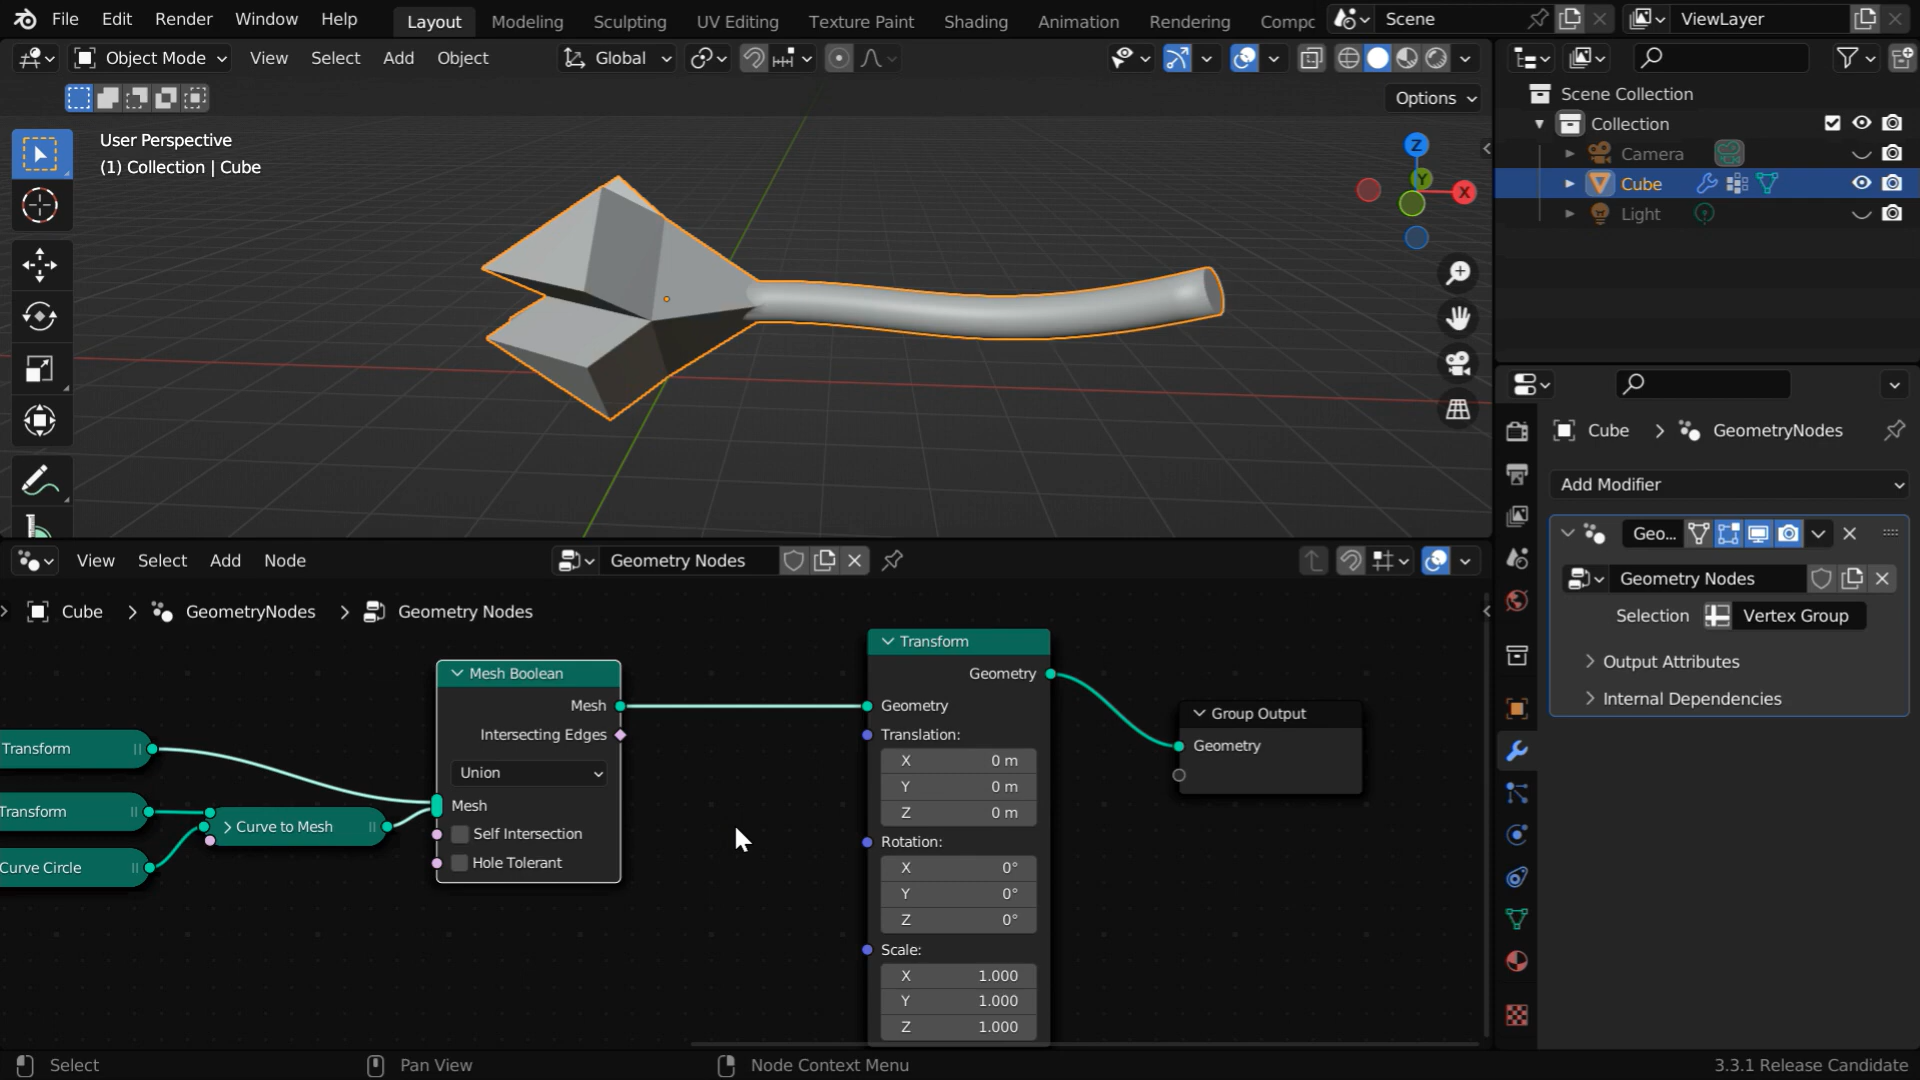 File Edit Render Window Help Layout Modeling Sculpting UV Editing Texture Paint Shading Animation Rendering Compc Scene ViewLayer
Object Mode View Select Add Object Global
Options
User Perspective
(1) Collection | Cube
Z
Y
X
Scene Collection
Collection
Camera
Cube
Light
Cube > GeometryNodes
Add Modifier
Geo...
Geometry Nodes
Selection Vertex Group
Output Attributes
Internal Dependencies
View Select Add Node Geometry Nodes
Cube > GeometryNodes > Geometry Nodes
Transform
Transform
Curve Circle
Curve to Mesh
Mesh Boolean
Mesh
Intersecting Edges
Union
Mesh
Self Intersection
Hole Tolerant
Transform
Geometry
Geometry
Translation:
X 0 m
Y 0 m
Z 0 m
Rotation:
X 0°
Y 0°
Z 0°
Scale:
X 1.000
Y 1.000
Z 1.000
Group Output
Geometry
Select Pan View Node Context Menu 3.3.1 Release Candidate